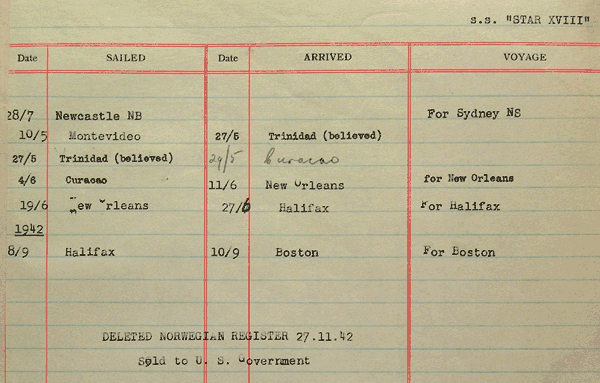 s.s. "STAR XVIII"
Date SAILED Date ARRIVED VOYAGE
28/7 Newcastle NB For Sydney NS
10/5 Montevideo 27/5 Trinidad (believed)
27/5 Trinidad (believed) 29/5 Curacao
4/6 Curacao 11/6 New Orleans for New Orleans
19/6 New Orleans 27/6 Halifax For Halifax
1942
8/9 Halifax 10/9 Boston For Boston
DELETED NORWEGIAN REGISTER 27.11.42
Sold to U. S. Government